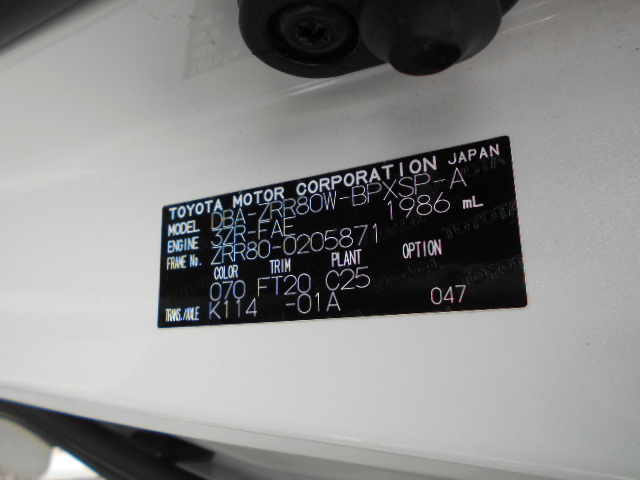 TOYOTA MOTOR CORPORATION JAPAN
MODEL DBA-ZRR80W-BPXSP-A
ENGINE 3ZR-FAE 1986 mL
FRAME No. ZRR80-0205871
COLOR TRIM PLANT OPTION
070 FT20 C25
TRANS./AXLE K114 -01A 047